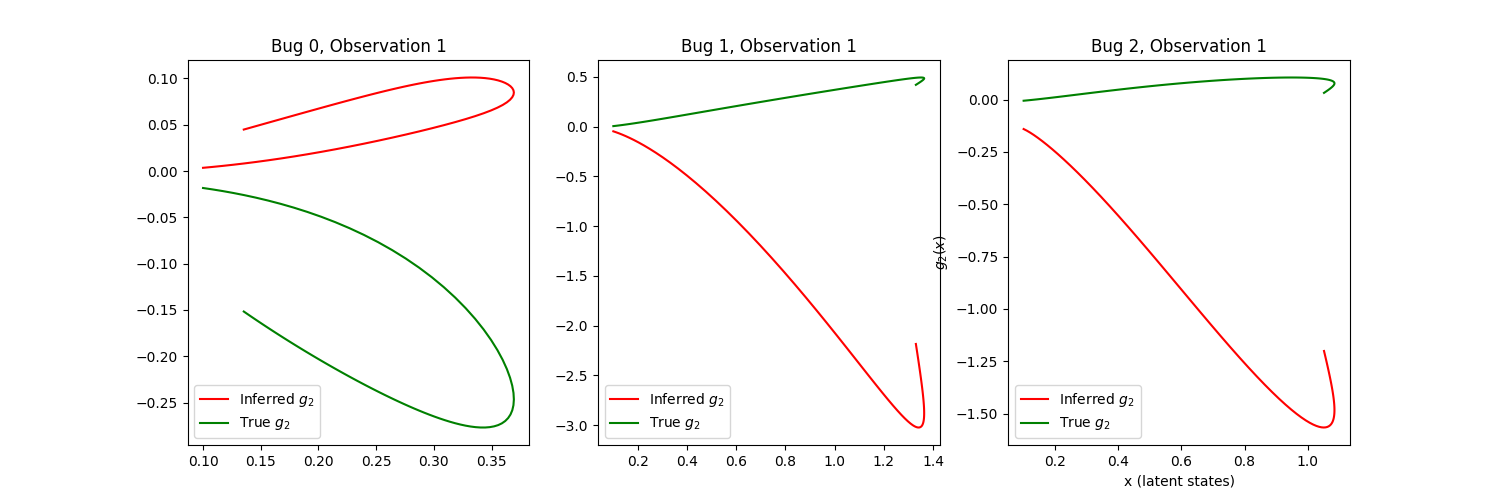 Bug 0, Observation 1
0.10
0.05
0.00
−0.05
−0.10
−0.15
−0.20
−0.25
Inferred g₂
True g₂
0.10 0.15 0.20 0.25 0.30 0.35
Bug 1, Observation 1
0.5
0.0
−0.5
−1.0
−1.5
−2.0
−2.5
−3.0
Inferred g₂
True g₂
0.2 0.4 0.6 0.8 1.0 1.2 1.4
Bug 2, Observation 1
g₂(x)
0.00
−0.25
−0.50
−0.75
−1.00
−1.25
−1.50
Inferred g₂
True g₂
0.2 0.4 0.6 0.8 1.0
x (latent states)